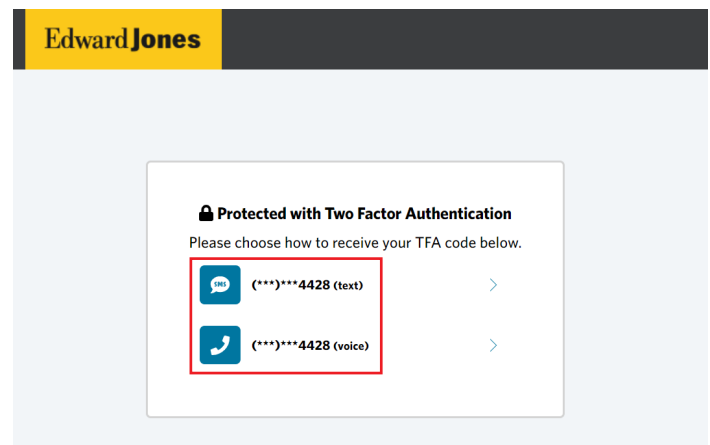 Edward Jones
Protected with Two Factor Authentication
Please choose how to receive your TFA code below.
SMS
(***)***4428 (text)
(***)***4428 (voice)